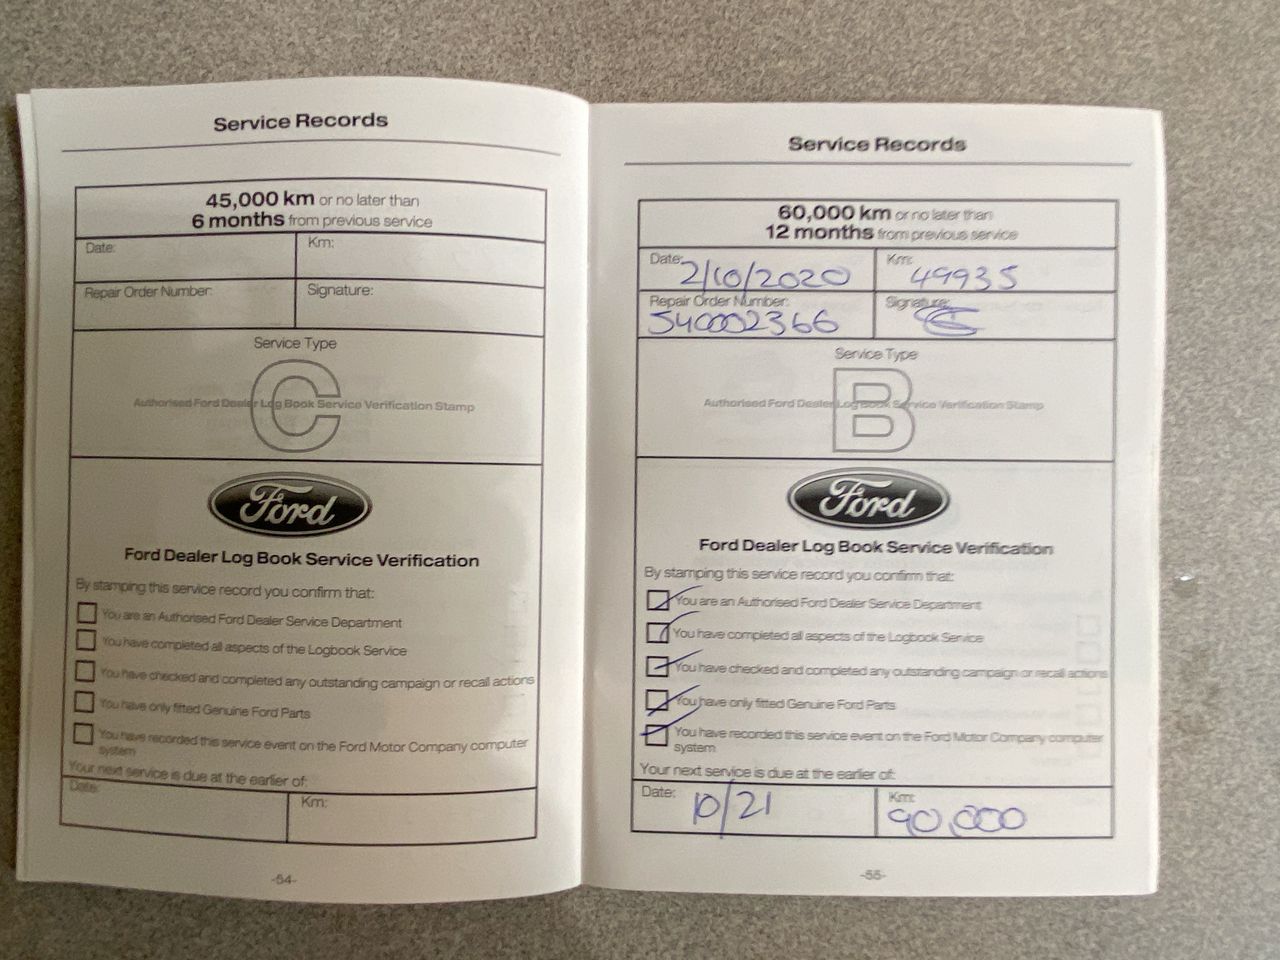 Service Records
45,000 km or no later than
6 months from previous service
Date:
Km:
Repair Order Number:
Signature:
Service Type
C
Authorised Ford Dealer Log Book Service Verification Stamp
Ford
Ford Dealer Log Book Service Verification
By stamping this service record you confirm that:
You are an Authorised Ford Dealer Service Department
You have completed all aspects of the Logbook Service
You have checked and completed any outstanding campaign or recall actions
You have only fitted Genuine Ford Parts
You have recorded this service event on the Ford Motor Company computer
system
Your next service is due at the earlier of:
Date:
Km:
-54-
Service Records
60,000 km or no later than
12 months from previous service
Date: 2/10/2020
Km: 49935
Repair Order Number:
540002366
Signature:
Service Type
B
Authorised Ford Dealer Log Book Service Verification Stamp
Ford
Ford Dealer Log Book Service Verification
By stamping this service record you confirm that:
You are an Authorised Ford Dealer Service Department
You have completed all aspects of the Logbook Service
You have checked and completed any outstanding campaign or recall actions
You have only fitted Genuine Ford Parts
You have recorded this service event on the Ford Motor Company computer
system
Your next service is due at the earlier of:
Date: 10/21
Km: 90,000
-55-